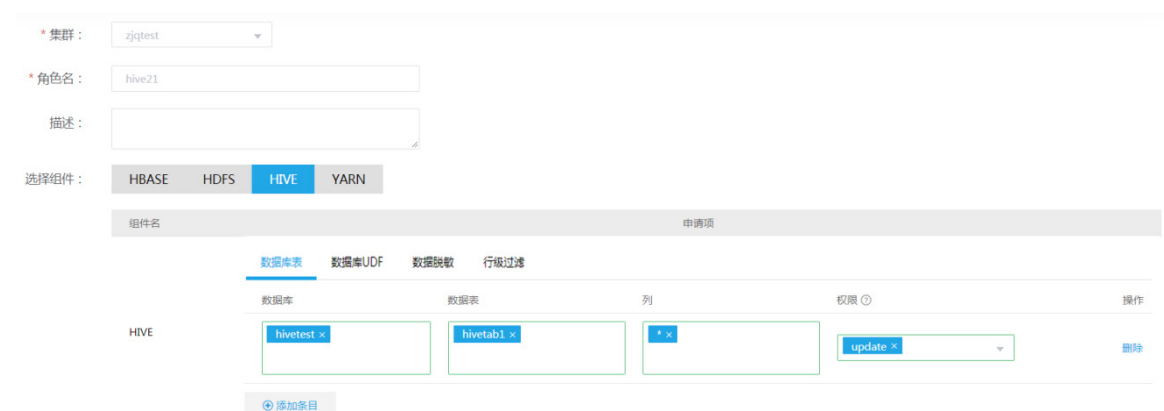 * 集群： zjqtest
* 角色名： hive21
描述：
选择组件： HBASE HDFS HIVE YARN
组件名 申请项
数据库表 数据库UDF 数据脱敏 行级过滤
数据库 数据表 列 权限 ? 操作
HIVE hivetest × hivetab1 × * × update × 删除
⊕ 添加条目